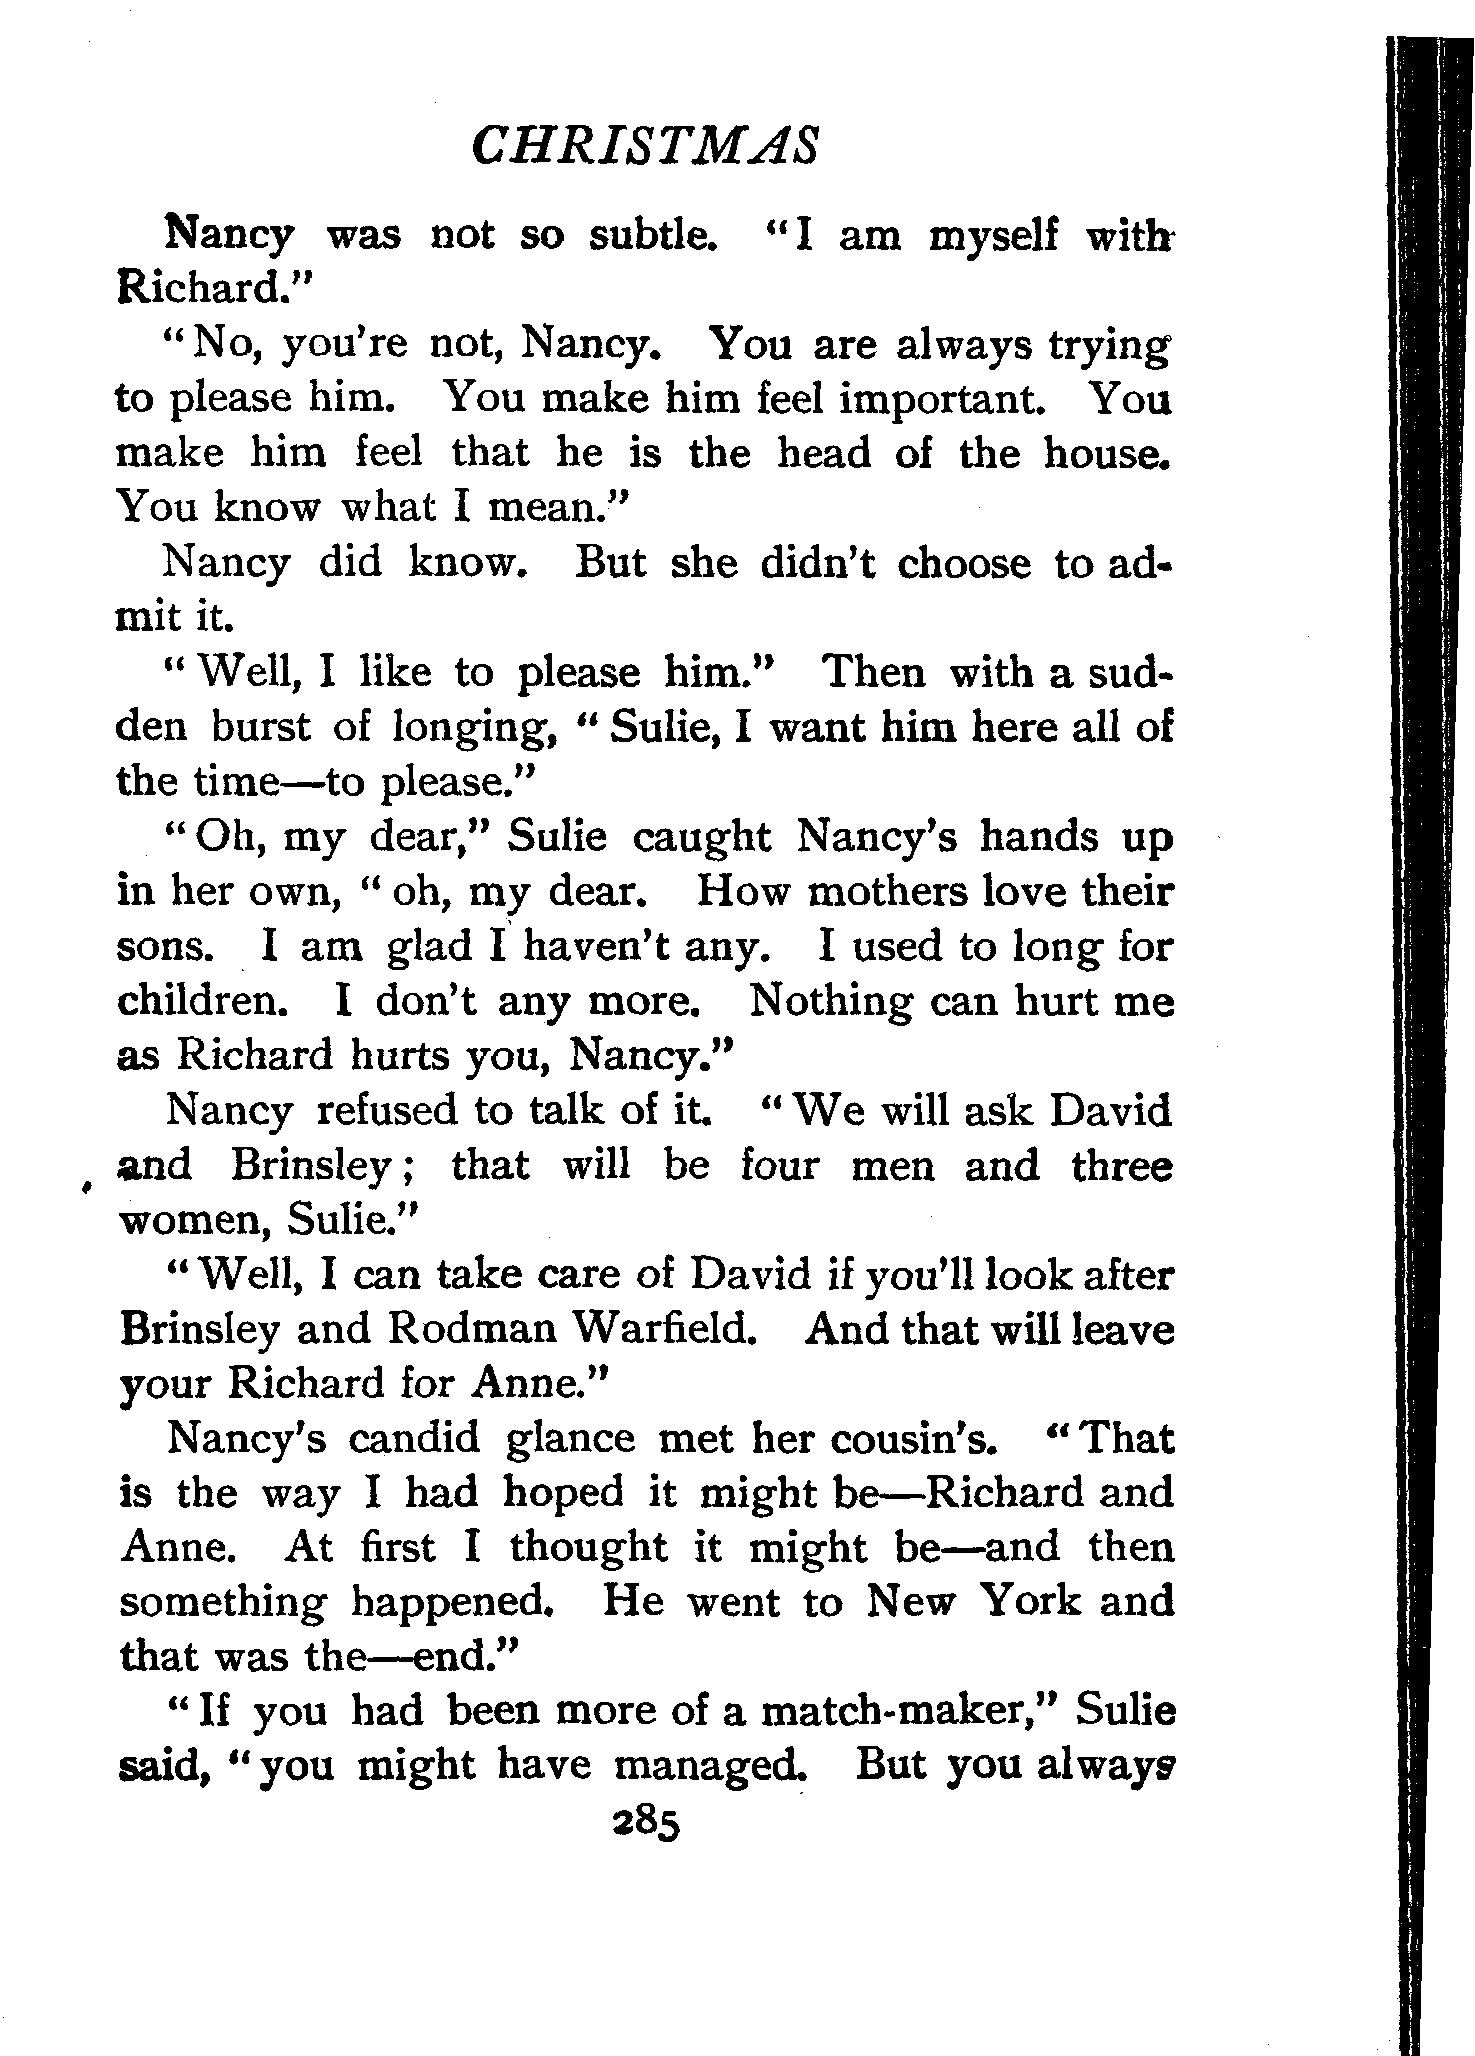 CHRISTMAS
Nancy was not so subtle. "I am myself with
Richard."
"No, you're not, Nancy. You are always trying
to please him. You make him feel important. You
make him feel that he is the head of the house.
You know what I mean."
Nancy did know. But she didn't choose to ad-
mit it.
"Well, I like to please him." Then with a sud-
den burst of longing, "Sulie, I want him here all of
the time—to please."
"Oh, my dear," Sulie caught Nancy's hands up
in her own, "oh, my dear. How mothers love their
sons. I am glad I haven't any. I used to long for
children. I don't any more. Nothing can hurt me
as Richard hurts you, Nancy."
Nancy refused to talk of it. "We will ask David
and Brinsley; that will be four men and three
women, Sulie."
"Well, I can take care of David if you'll look after
Brinsley and Rodman Warfield. And that will leave
your Richard for Anne."
Nancy's candid glance met her cousin's. "That
is the way I had hoped it might be—Richard and
Anne. At first I thought it might be—and then
something happened. He went to New York and
that was the—end."
"If you had been more of a match-maker," Sulie
said, "you might have managed. But you always
285